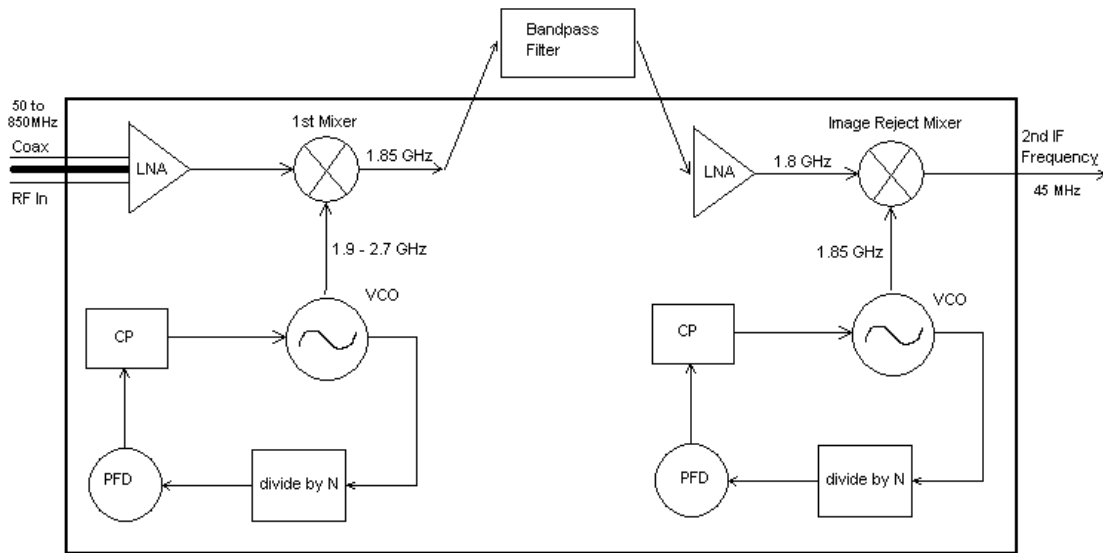 Bandpass
Filter
50 to
850MHz
Coax
RF In
LNA
1st Mixer
1.85 GHz
LNA
1.8 GHz
Image Reject Mixer
2nd IF
Frequency
45 MHz
1.9 - 2.7 GHz
VCO
CP
PFD
divide by N
1.85 GHz
VCO
CP
PFD
divide by N